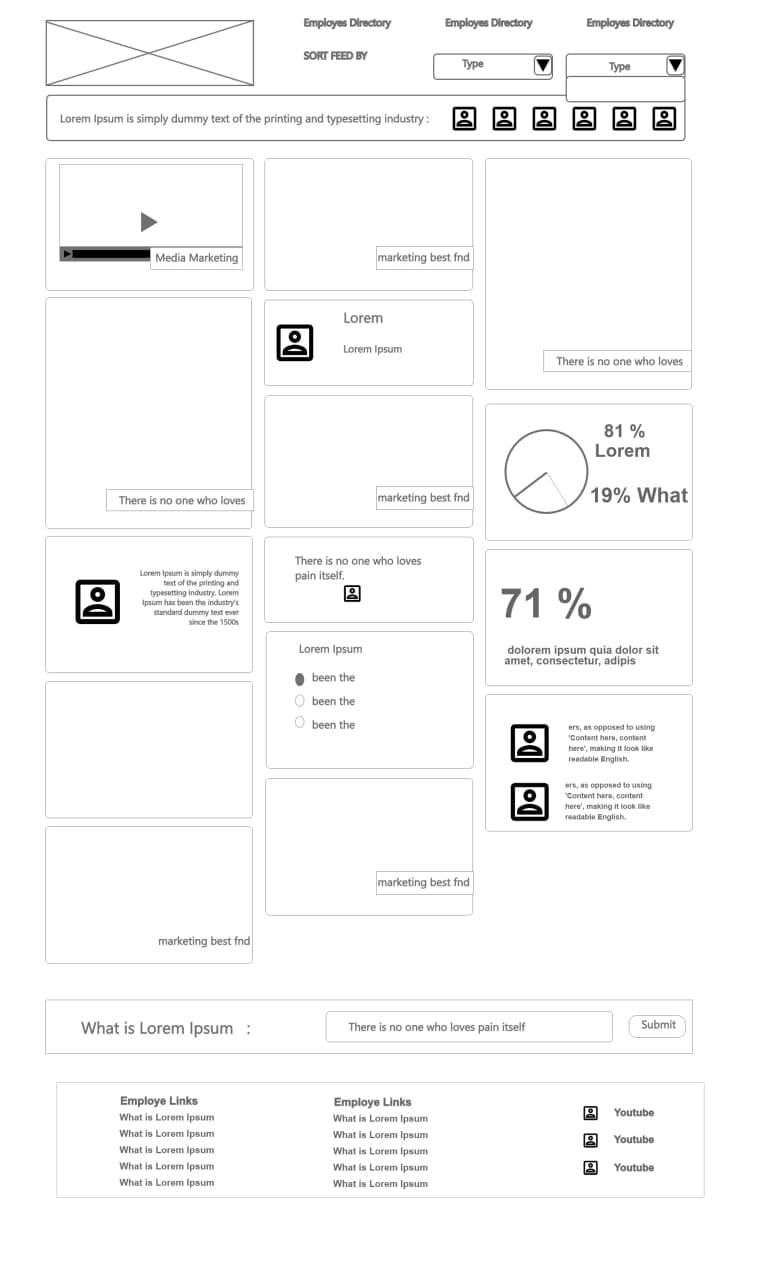 Employes Directory
Employes Directory
Employes Directory
SORT FEED BY
Type
Type
Lorem Ipsum is simply dummy text of the printing and typesetting industry :
Media Marketing
marketing best fnd
There is no one who loves
Lorem
Lorem Ipsum
There is no one who loves
marketing best fnd
81 %
Lorem
19% What
Lorem Ipsum is simply dummy
text of the printing and
typesetting industry. Lorem
Ipsum has been the industry's
standard dummy text ever
since the 1500s
There is no one who loves
pain itself.
71 %
dolorem ipsum quia dolor sit
amet, consectetur, adipis
Lorem Ipsum
been the
been the
been the
ers, as opposed to using
'Content here, content
here', making it look like
readable English.
ers, as opposed to using
'Content here, content
here', making it look like
readable English.
marketing best fnd
marketing best fnd
What is Lorem Ipsum :
There is no one who loves pain itself
Submit
Employe Links
What is Lorem Ipsum
What is Lorem Ipsum
What is Lorem Ipsum
What is Lorem Ipsum
What is Lorem Ipsum
Employe Links
What is Lorem Ipsum
What is Lorem Ipsum
What is Lorem Ipsum
What is Lorem Ipsum
What is Lorem Ipsum
Youtube
Youtube
Youtube